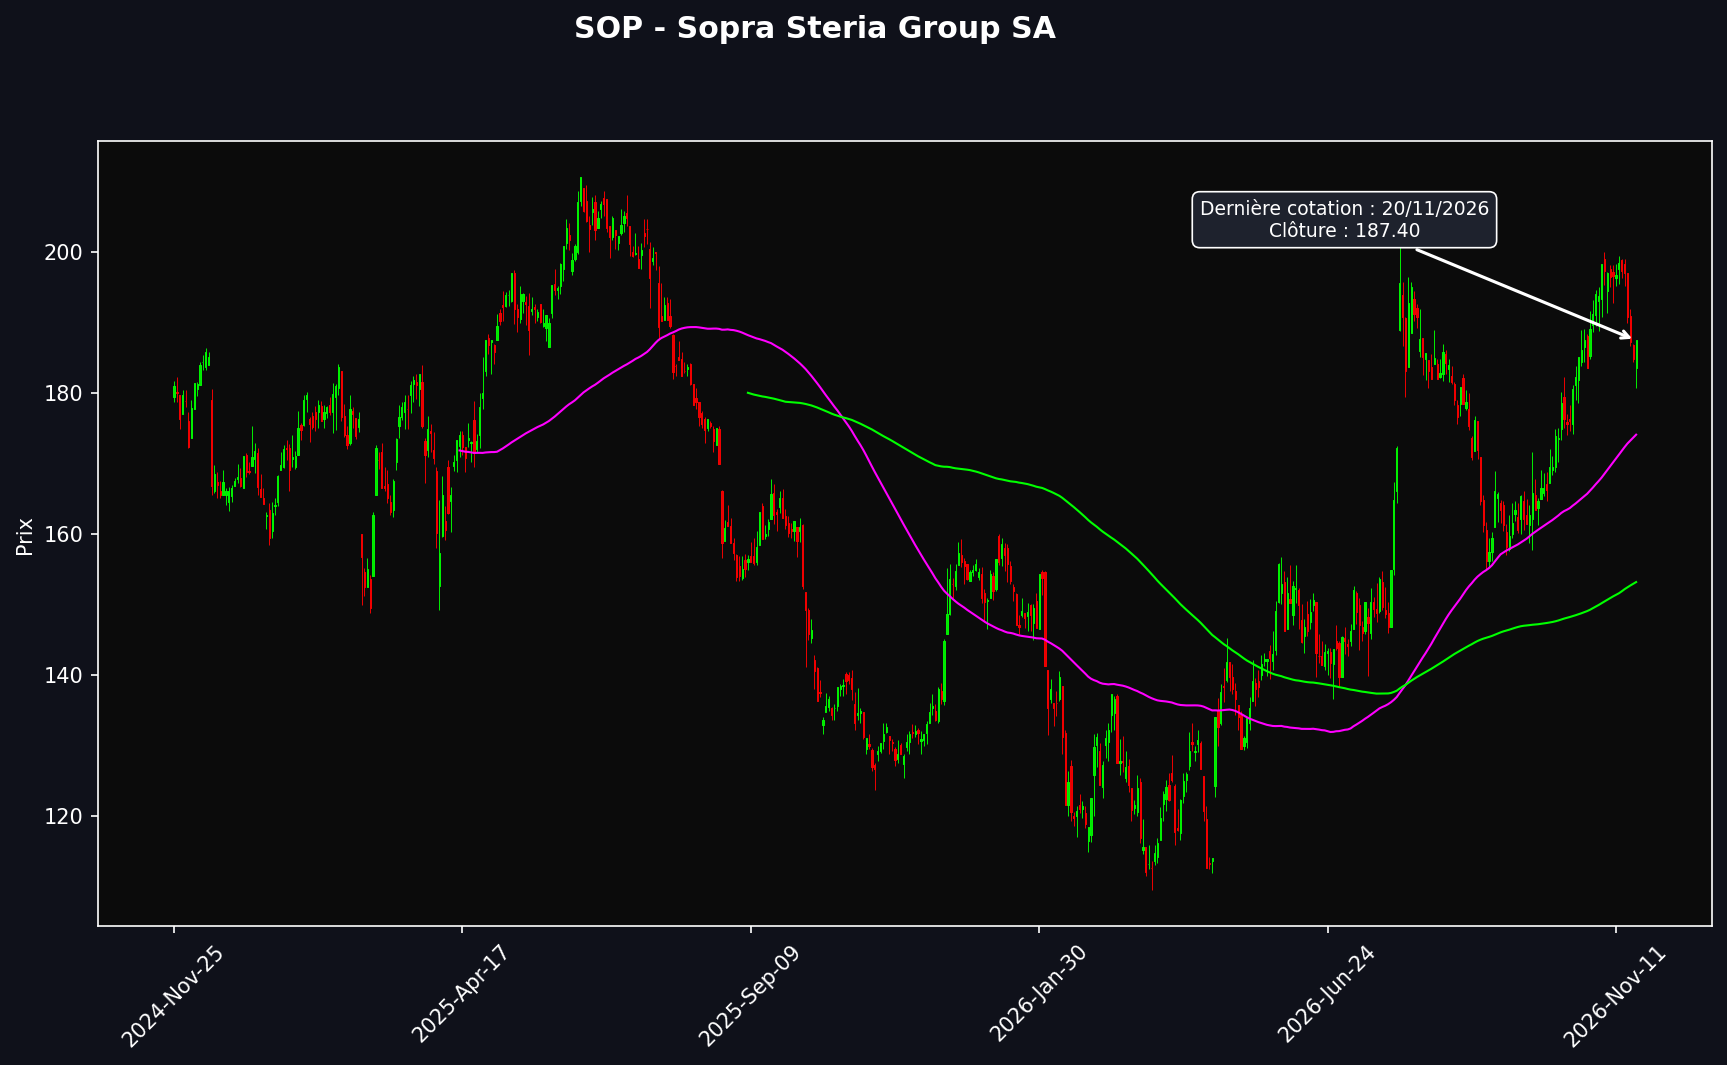 SOP - Sopra Steria Group SA
Dernière cotation : 20/11/2026
Clôture : 187.40
Prix
200
180
160
140
120
2024-Nov-25
2025-Apr-17
2025-Sep-09
2026-Jan-30
2026-Jun-24
2026-Nov-11